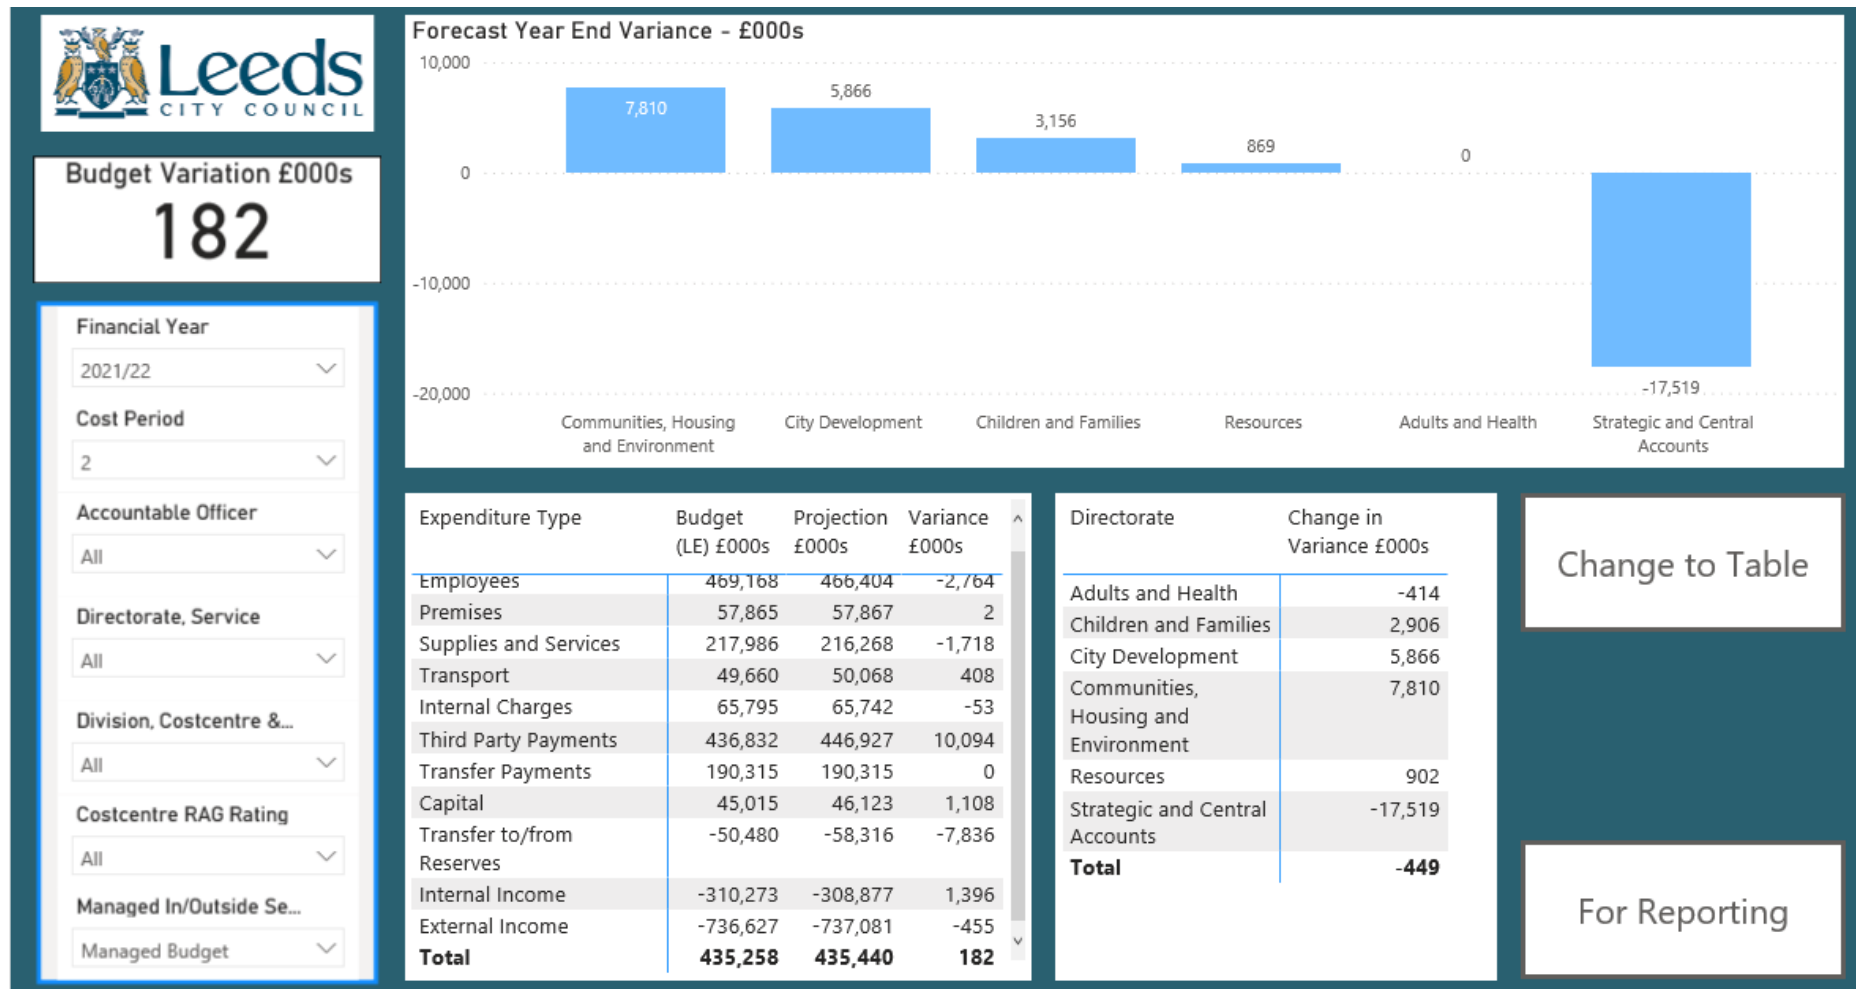 Leeds
CITY COUNCIL
Budget Variation £000s
182
Financial Year
2021/22
Cost Period
2
Accountable Officer
All
Directorate, Service
All
Division, Costcentre &...
All
Costcentre RAG Rating
All
Managed In/Outside Se...
Managed Budget
Forecast Year End Variance - £000s
10,000
0
-10,000
-20,000
7,810
5,866
3,156
869
0
-17,519
Communities, Housing
and Environment
City Development
Children and Families
Resources
Adults and Health
Strategic and Central
Accounts
Expenditure Type Budget Projection Variance
(LE) £000s £000s £000s
Employees 469,168 466,404 -2,764
Premises 57,865 57,867 2
Supplies and Services 217,986 216,268 -1,718
Transport 49,660 50,068 408
Internal Charges 65,795 65,742 -53
Third Party Payments 436,832 446,927 10,094
Transfer Payments 190,315 190,315 0
Capital 45,015 46,123 1,108
Transfer to/from -50,480 -58,316 -7,836
Reserves
Internal Income -310,273 -308,877 1,396
External Income -736,627 -737,081 -455
Total 435,258 435,440 182
Directorate Change in
Variance £000s
Adults and Health -414
Children and Families 2,906
City Development 5,866
Communities, 7,810
Housing and
Environment
Resources 902
Strategic and Central -17,519
Accounts
Total -449
Change to Table
For Reporting